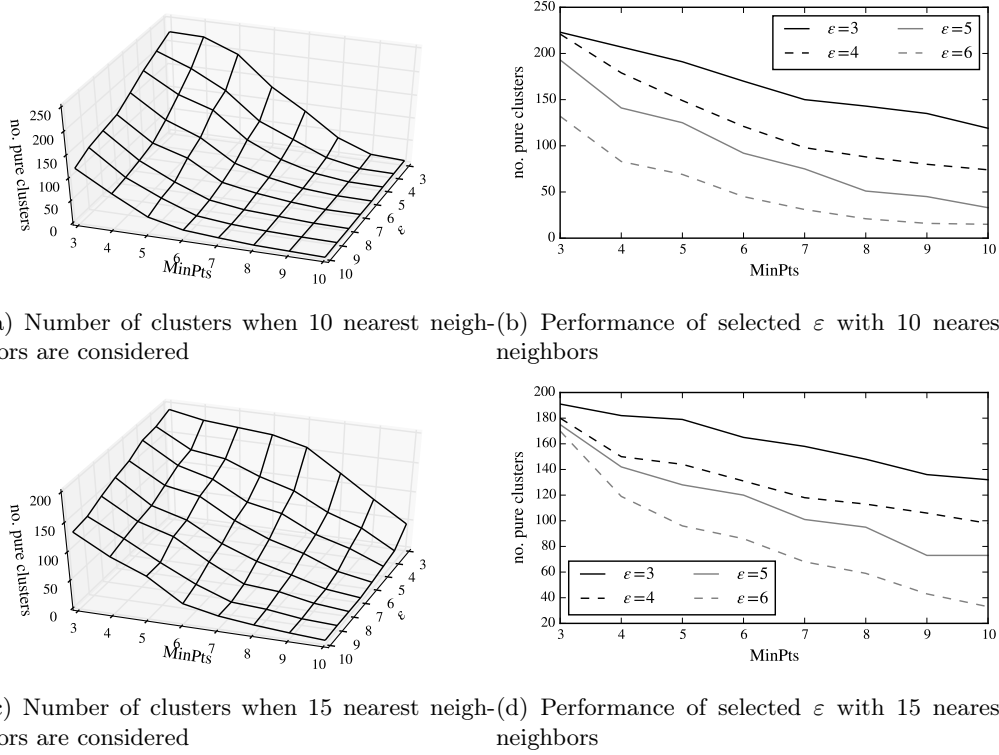 no. pure clusters
250
200
150
100
50
0
3
4
5
6
7
8
9
10
MinPts
3
4
5
6
7
8
9
10
ε
250
200
150
100
50
0
no. pure clusters
ε=3
ε=4
ε=5
ε=6
3
4
5
6
7
8
9
10
MinPts
) Number of clusters when 10 nearest neigh-
ors are considered
(b) Performance of selected ε with 10 neares
neighbors
no. pure clusters
200
150
100
50
0
3
4
5
6
7
8
9
10
MinPts
3
4
5
6
7
8
9
10
ε
200
180
160
140
120
100
80
60
40
20
no. pure clusters
ε=3
ε=4
ε=5
ε=6
3
4
5
6
7
8
9
10
MinPts
) Number of clusters when 15 nearest neigh-
ors are considered
(d) Performance of selected ε with 15 neares
neighbors